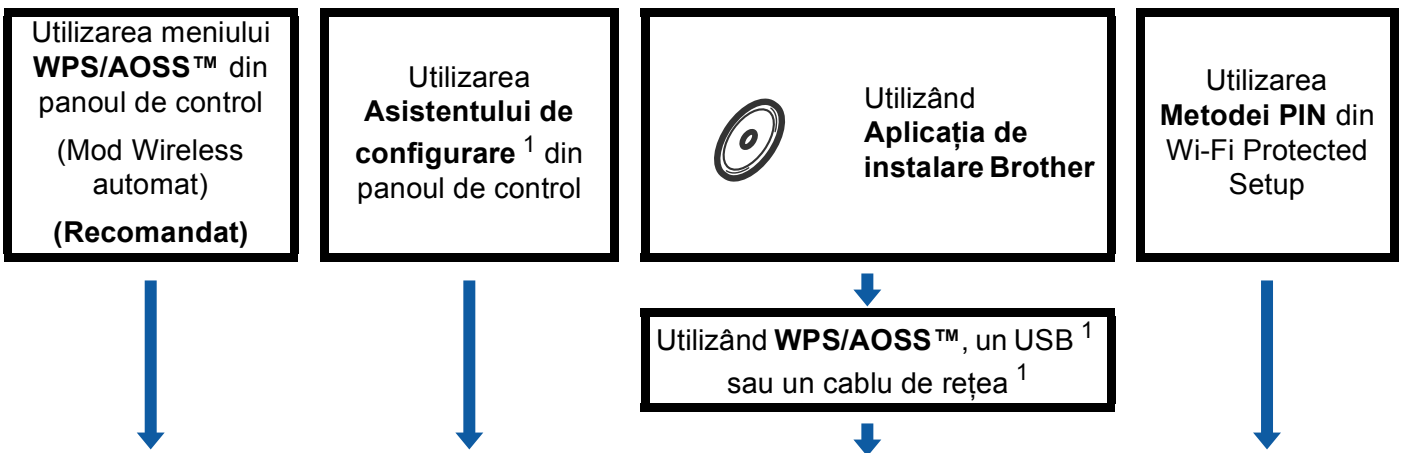 Utilizarea meniului
WPS/AOSS™ din
panoul de control
(Mod Wireless
automat)
(Recomandat)
Utilizarea
Asistentului de
configurare 1 din
panoul de control
Utilizând
Aplicația de
instalare Brother
Utilizarea
Metodei PIN din
Wi-Fi Protected
Setup
Utilizând WPS/AOSS™, un USB 1
sau un cablu de rețea 1